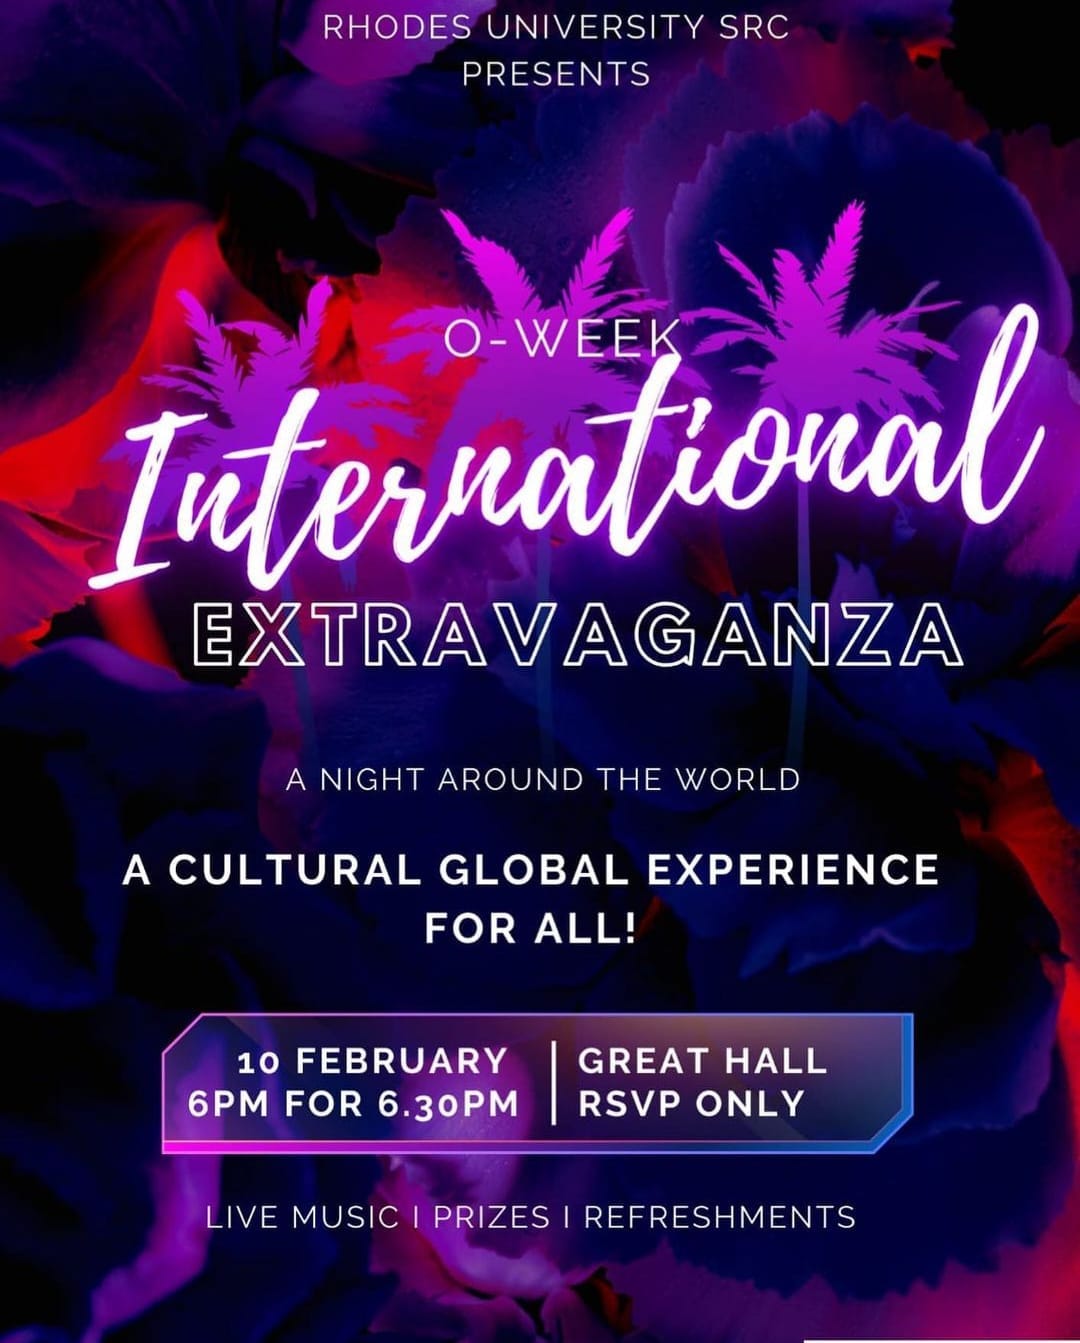 RHODES UNIVERSITY SRC
PRESENTS
O-WEEK
International
EXTRAVAGANZA
A NIGHT AROUND THE WORLD
A CULTURAL GLOBAL EXPERIENCE
FOR ALL!
10 FEBRUARY
6PM FOR 6.30PM
GREAT HALL
RSVP ONLY
LIVE MUSIC I PRIZES I REFRESHMENTS